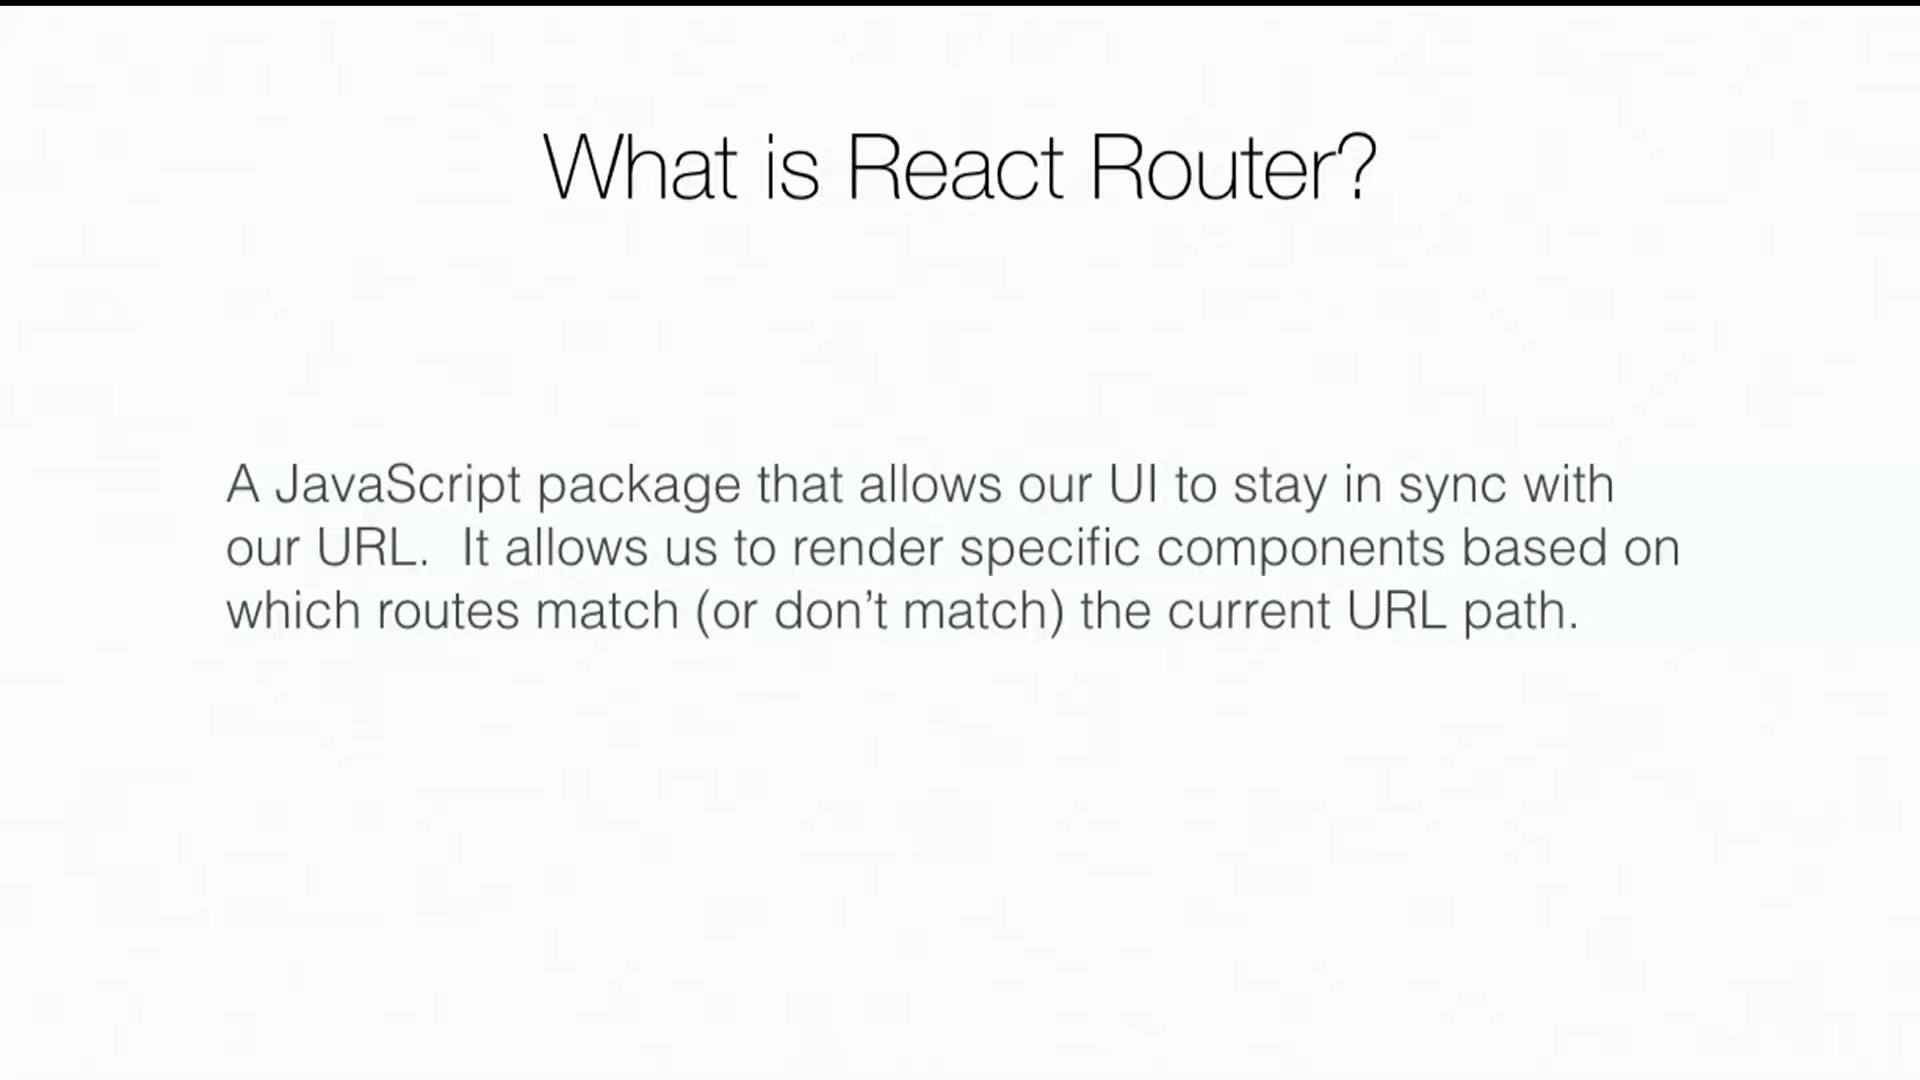 What is React Router?
A JavaScript package that allows our UI to stay in sync with
our URL.  It allows us to render specific components based on
which routes match (or don’t match) the current URL path.